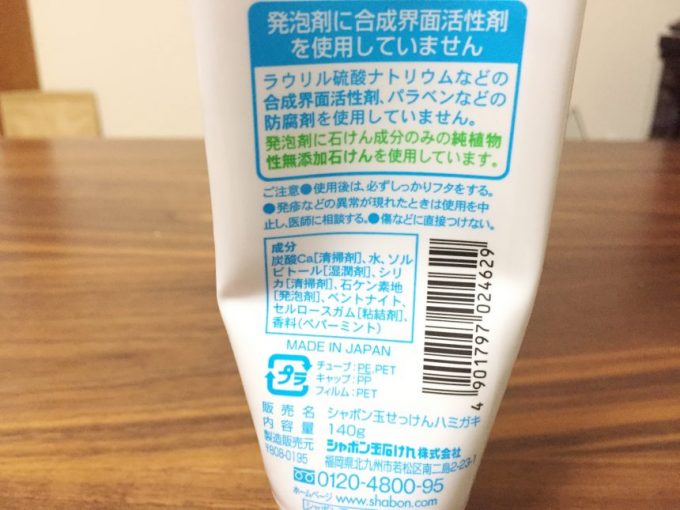 発泡剤に合成界面活性剤
を使用していません
ラウリル硫酸ナトリウムなどの
合成界面活性剤、パラベンなどの
防腐剤を使用していません。
発泡剤に石けん成分のみの純植物
性無添加石けんを使用しています。
ご注意●使用後は、必ずしっかりフタをする。
●発疹などの異常が現れたときは使用を中
止し、医師に相談する。●傷などに直接つけない。
成分
炭酸Ca[清掃剤]、水、ソル
ビトール[湿潤剤]、シリ
カ[清掃剤]、石ケン素地
[発泡剤]、ベントナイト、
セルロースガム[粘結剤]、
香料(ペパーミント)
4 901797 024629
MADE IN JAPAN
プラ
チューブ:PE,PET
キャップ:PP
フィルム:PET
販売名 シャボン玉せっけんハミガキ
内容量 140g
製造販売元 シャボン玉石けん株式会社
〒808-0195 福岡県北九州市若松区南二島2-23-1
0120-4800-95
ホームページ www.shabon.com